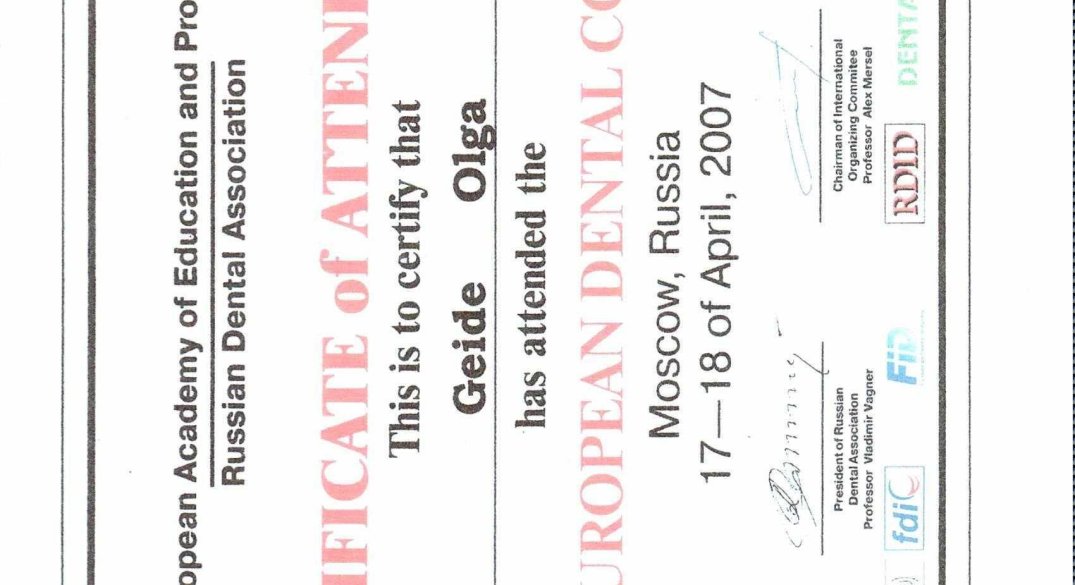 opean Academy of Education and Pro
Russian Dental Association
IFICATE of ATTEN
This is to certify that
Geide Olga
has attended the
UROPEAN DENTAL CO
Moscow, Russia
17—18 of April, 2007
President of Russian
Dental Association
Professor Vladimir Vagner
Chairman of International
Organizing Commitee
Professor Alex Mersel
fdi
RDID
DENTA